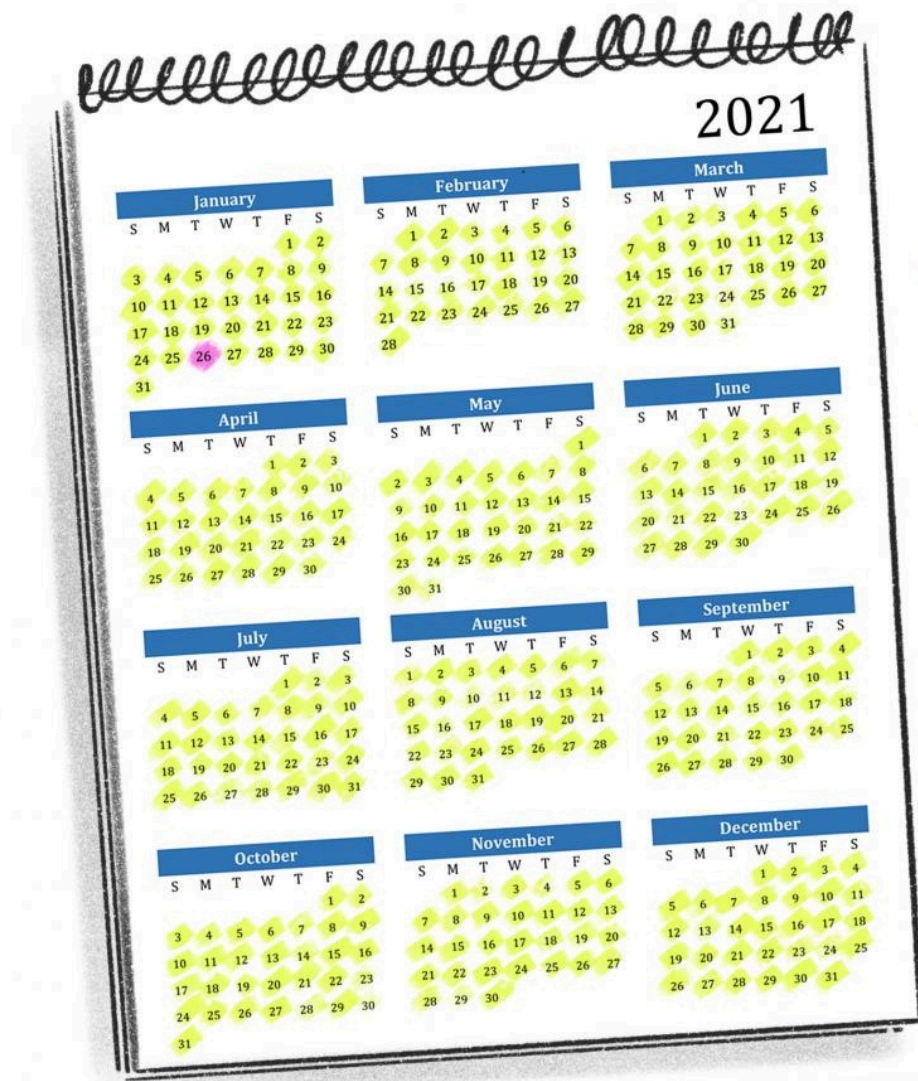 2021
January
S M T W T F S
1 2
3 4 5 6 7 8 9
10 11 12 13 14 15 16
17 18 19 20 21 22 23
24 25 26 27 28 29 30
31
February
S M T W T F S
1 2 3 4 5 6
7 8 9 10 11 12 13
14 15 16 17 18 19 20
21 22 23 24 25 26 27
28
March
S M T W T F S
1 2 3 4 5 6
7 8 9 10 11 12 13
14 15 16 17 18 19 20
21 22 23 24 25 26 27
28 29 30 31
April
S M T W T F S
1 2 3
4 5 6 7 8 9 10
11 12 13 14 15 16 17
18 19 20 21 22 23 24
25 26 27 28 29 30
May
S M T W T F S
1
2 3 4 5 6 7 8
9 10 11 12 13 14 15
16 17 18 19 20 21 22
23 24 25 26 27 28 29
30 31
June
S M T W T F S
1 2 3 4 5
6 7 8 9 10 11 12
13 14 15 16 17 18 19
20 21 22 23 24 25 26
27 28 29 30
July
S M T W T F S
1 2 3
4 5 6 7 8 9 10
11 12 13 14 15 16 17
18 19 20 21 22 23 24
25 26 27 28 29 30 31
August
S M T W T F S
1 2 3 4 5 6 7
8 9 10 11 12 13 14
15 16 17 18 19 20 21
22 23 24 25 26 27 28
29 30 31
September
S M T W T F S
1 2 3 4
5 6 7 8 9 10 11
12 13 14 15 16 17 18
19 20 21 22 23 24 25
26 27 28 29 30
October
S M T W T F S
1 2
3 4 5 6 7 8 9
10 11 12 13 14 15 16
17 18 19 20 21 22 23
24 25 26 27 28 29 30
31
November
S M T W T F S
1 2 3 4 5 6
7 8 9 10 11 12 13
14 15 16 17 18 19 20
21 22 23 24 25 26 27
28 29 30
December
S M T W T F S
1 2 3 4
5 6 7 8 9 10 11
12 13 14 15 16 17 18
19 20 21 22 23 24 25
26 27 28 29 30 31